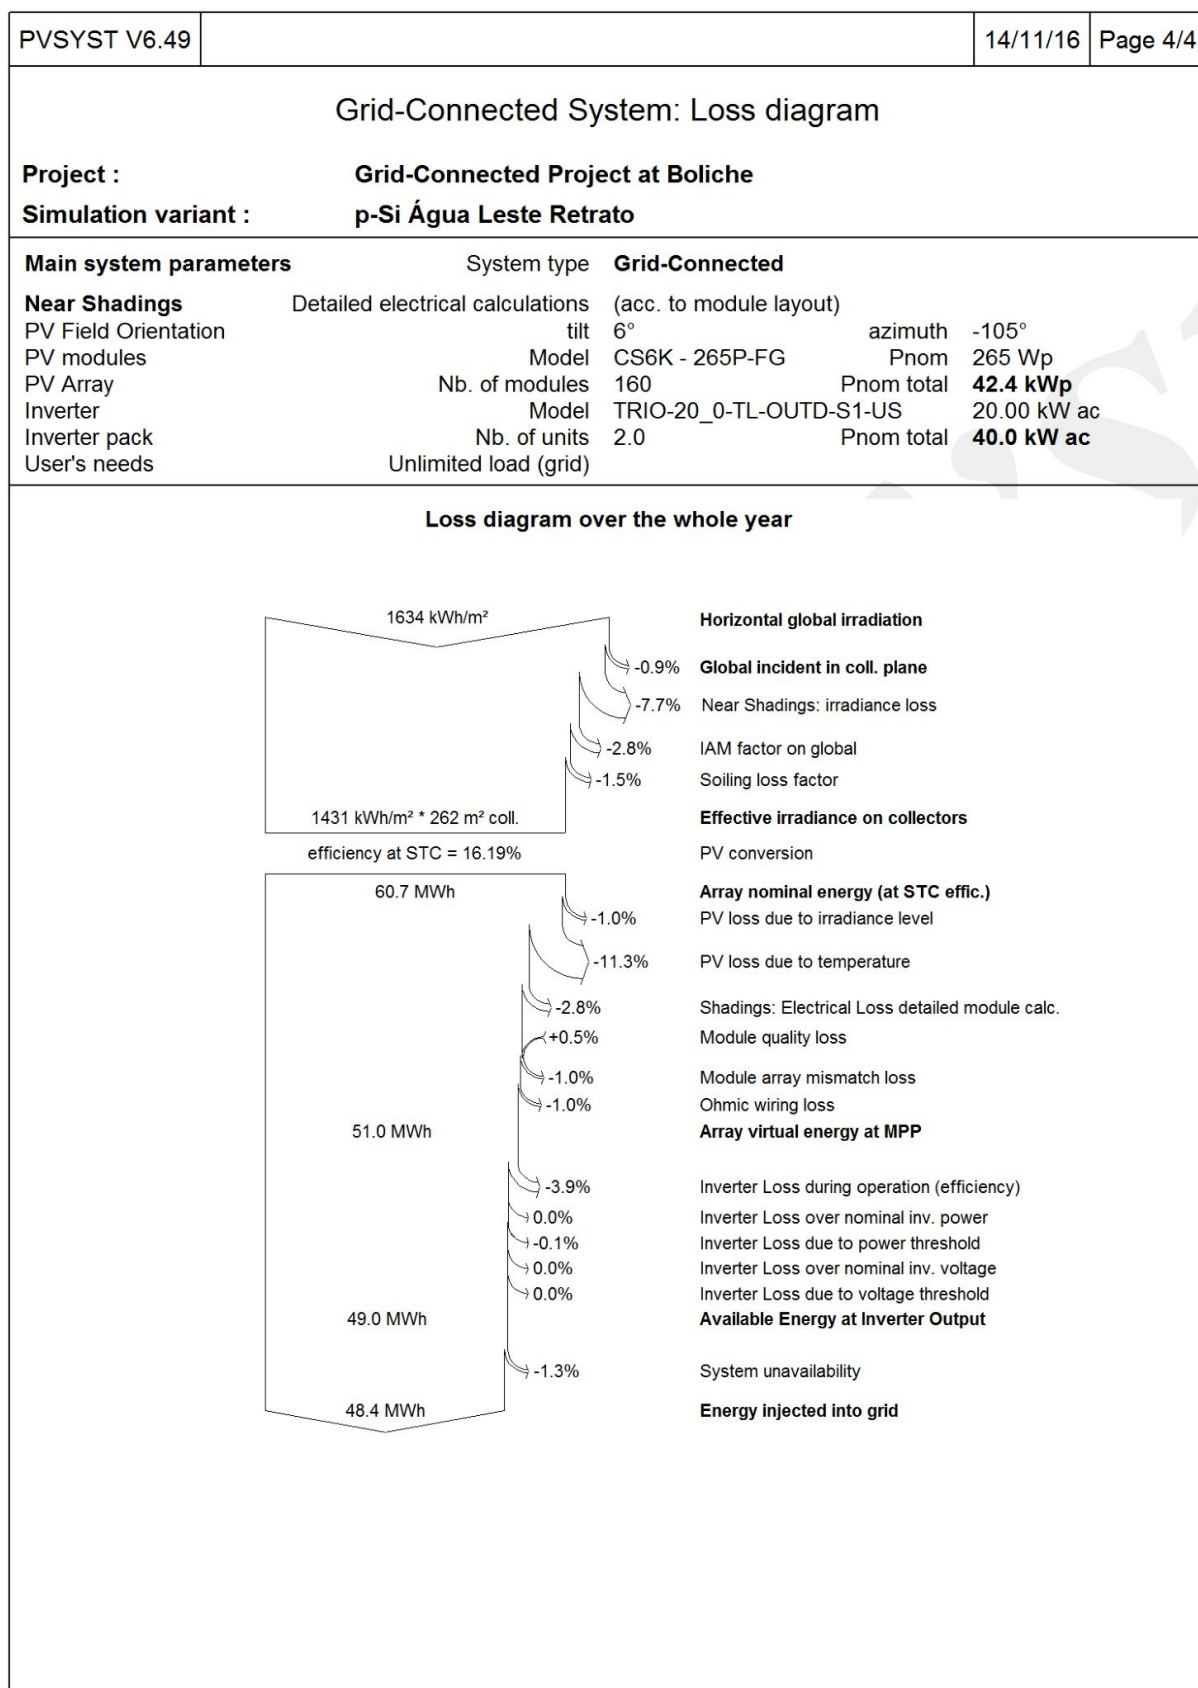 PVSYST V6.49 14/11/16 Page 4/4
Grid-Connected System: Loss diagram
Project : Grid-Connected Project at Boliche
Simulation variant : p-Si Água Leste Retrato
Main system parameters System type Grid-Connected
Near Shadings Detailed electrical calculations (acc. to module layout)
PV Field Orientation tilt 6° azimuth -105°
PV modules Model CS6K - 265P-FG Pnom 265 Wp
PV Array Nb. of modules 160 Pnom total 42.4 kWp
Inverter Model TRIO-20_0-TL-OUTD-S1-US 20.00 kW ac
Inverter pack Nb. of units 2.0 Pnom total 40.0 kW ac
User's needs Unlimited load (grid)
Loss diagram over the whole year
1634 kWh/m² Horizontal global irradiation
-0.9% Global incident in coll. plane
-7.7% Near Shadings: irradiance loss
-2.8% IAM factor on global
-1.5% Soiling loss factor
1431 kWh/m² * 262 m² coll. Effective irradiance on collectors
efficiency at STC = 16.19% PV conversion
60.7 MWh Array nominal energy (at STC effic.)
-1.0% PV loss due to irradiance level
-11.3% PV loss due to temperature
-2.8% Shadings: Electrical Loss detailed module calc.
+0.5% Module quality loss
-1.0% Module array mismatch loss
-1.0% Ohmic wiring loss
51.0 MWh Array virtual energy at MPP
-3.9% Inverter Loss during operation (efficiency)
0.0% Inverter Loss over nominal inv. power
-0.1% Inverter Loss due to power threshold
0.0% Inverter Loss over nominal inv. voltage
0.0% Inverter Loss due to voltage threshold
49.0 MWh Available Energy at Inverter Output
-1.3% System unavailability
48.4 MWh Energy injected into grid